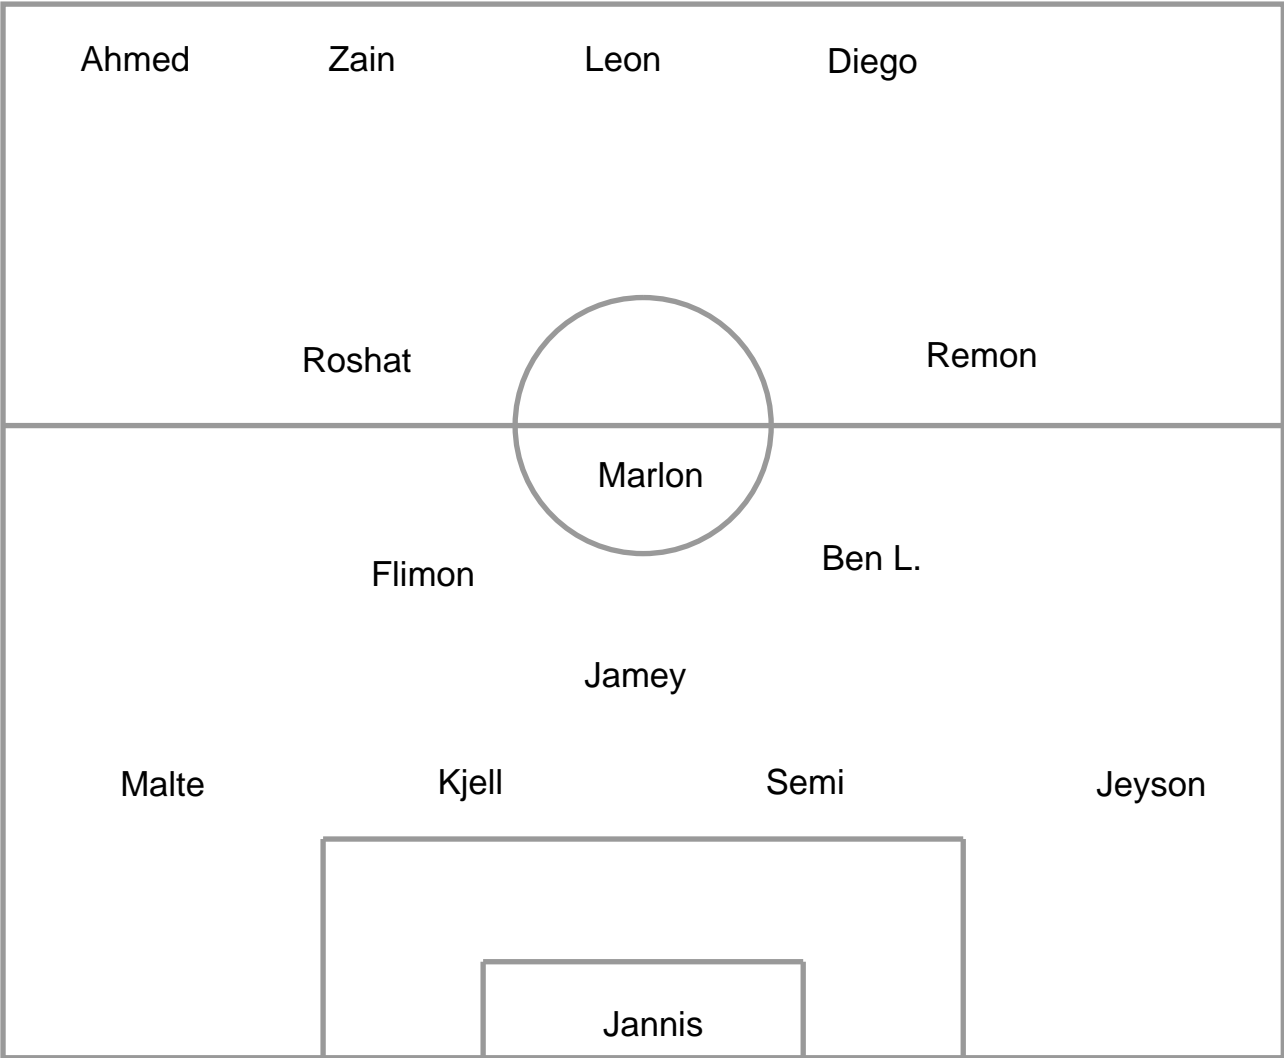 Ahmed Zain Leon Diego
Roshat Remon
Marlon
Flimon Ben L.
Jamey
Malte Kjell Semi Jeyson
Jannis